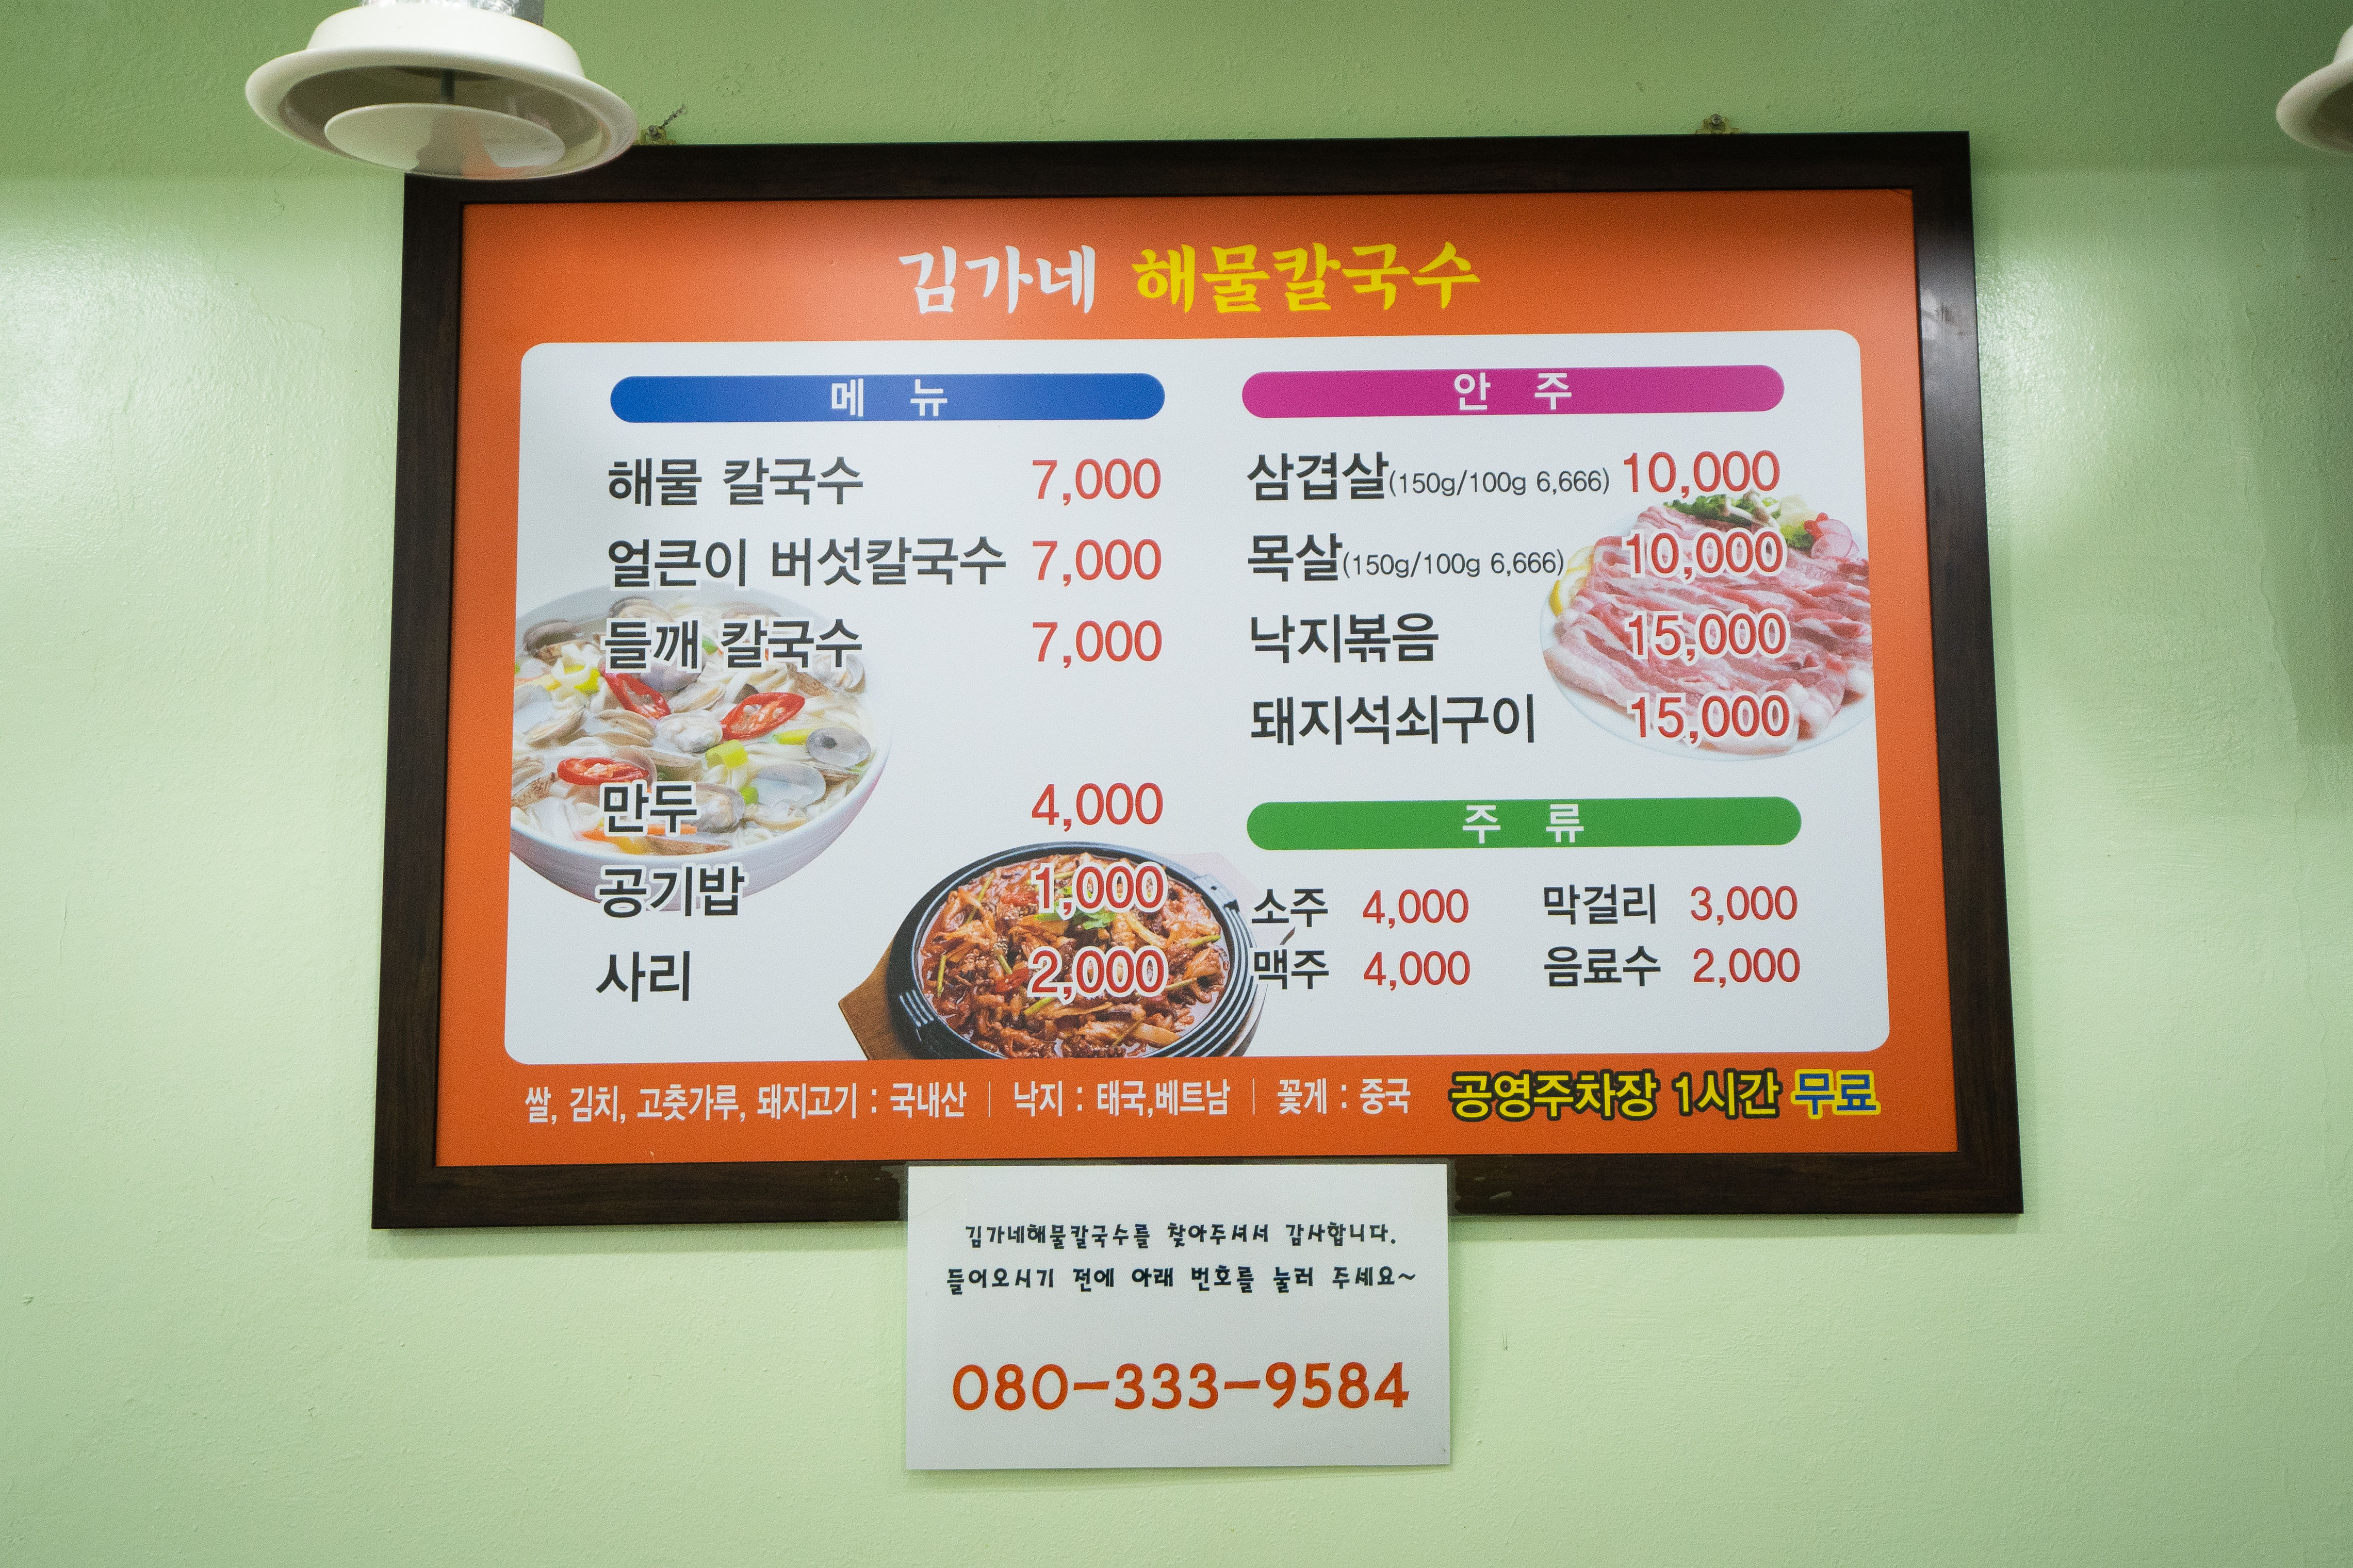 김가네 해물칼국수
메 뉴
해물 칼국수 7,000
얼큰이 버섯칼국수 7,000
들깨 칼국수 7,000
만두 4,000
공기밥 1,000
사리 2,000
안 주
삼겹살(150g/100g 6,666) 10,000
목살(150g/100g 6,666) 10,000
낙지볶음 15,000
돼지석쇠구이 15,000
주 류
소주 4,000 막걸리 3,000
맥주 4,000 음료수 2,000
쌀, 김치, 고춧가루, 돼지고기 : 국내산 | 낙지 : 태국,베트남 | 꽃게 : 중국 공영주차장 1시간 무료
김가네해물칼국수를 찾아주셔서 감사합니다.
들어오시기 전에 아래 번호를 눌러 주세요~
080-333-9584